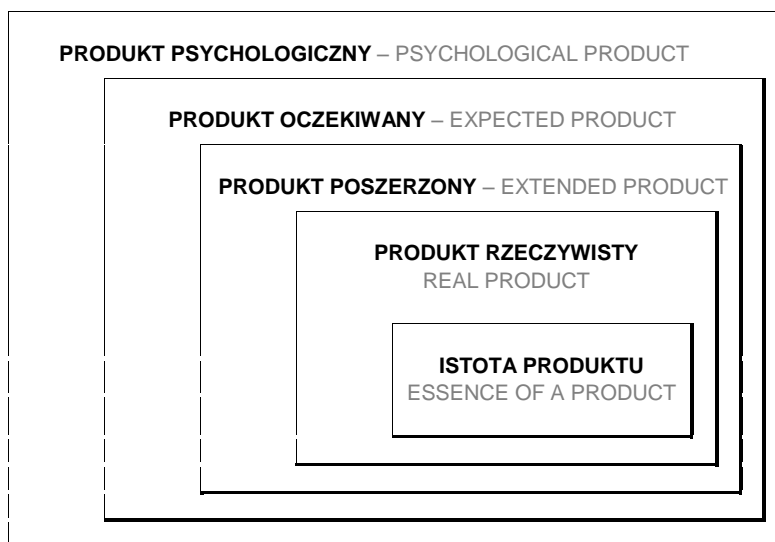 PRODUKT PSYCHOLOGICZNY – PSYCHOLOGICAL PRODUCT
PRODUKT OCZEKIWANY – EXPECTED PRODUCT
PRODUKT POSZERZONY – EXTENDED PRODUCT
PRODUKT RZECZYWISTY
REAL PRODUCT
ISTOTA PRODUKTU
ESSENCE OF A PRODUCT